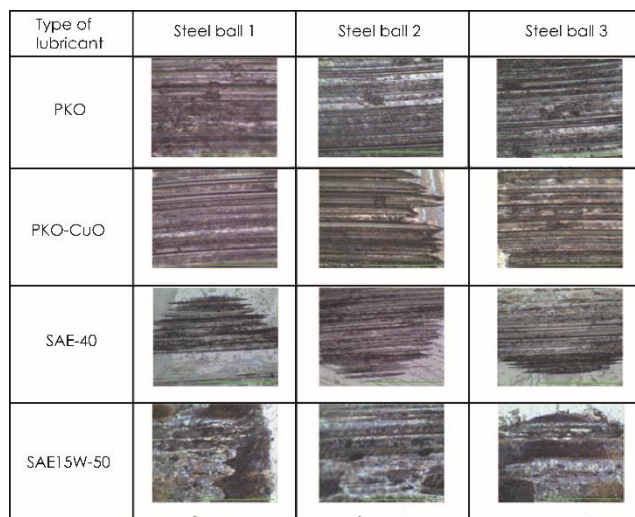 Type of
lubricant
Steel ball 1
Steel ball 2
Steel ball 3
PKO
PKO-CuO
SAE-40
SAE15W-50